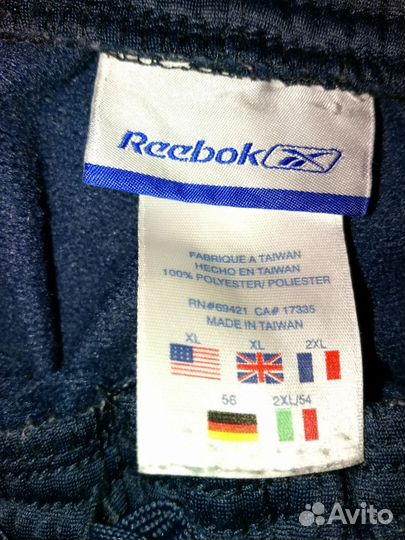 Reebok
FABRIQUE A TAIWAN
HECHO EN TAIWAN
100% POLYESTER/ POLIESTER
RN#69421 CA# 17335
MADE IN TAIWAN
XL XL 2XL
56 2XL/54
Avito